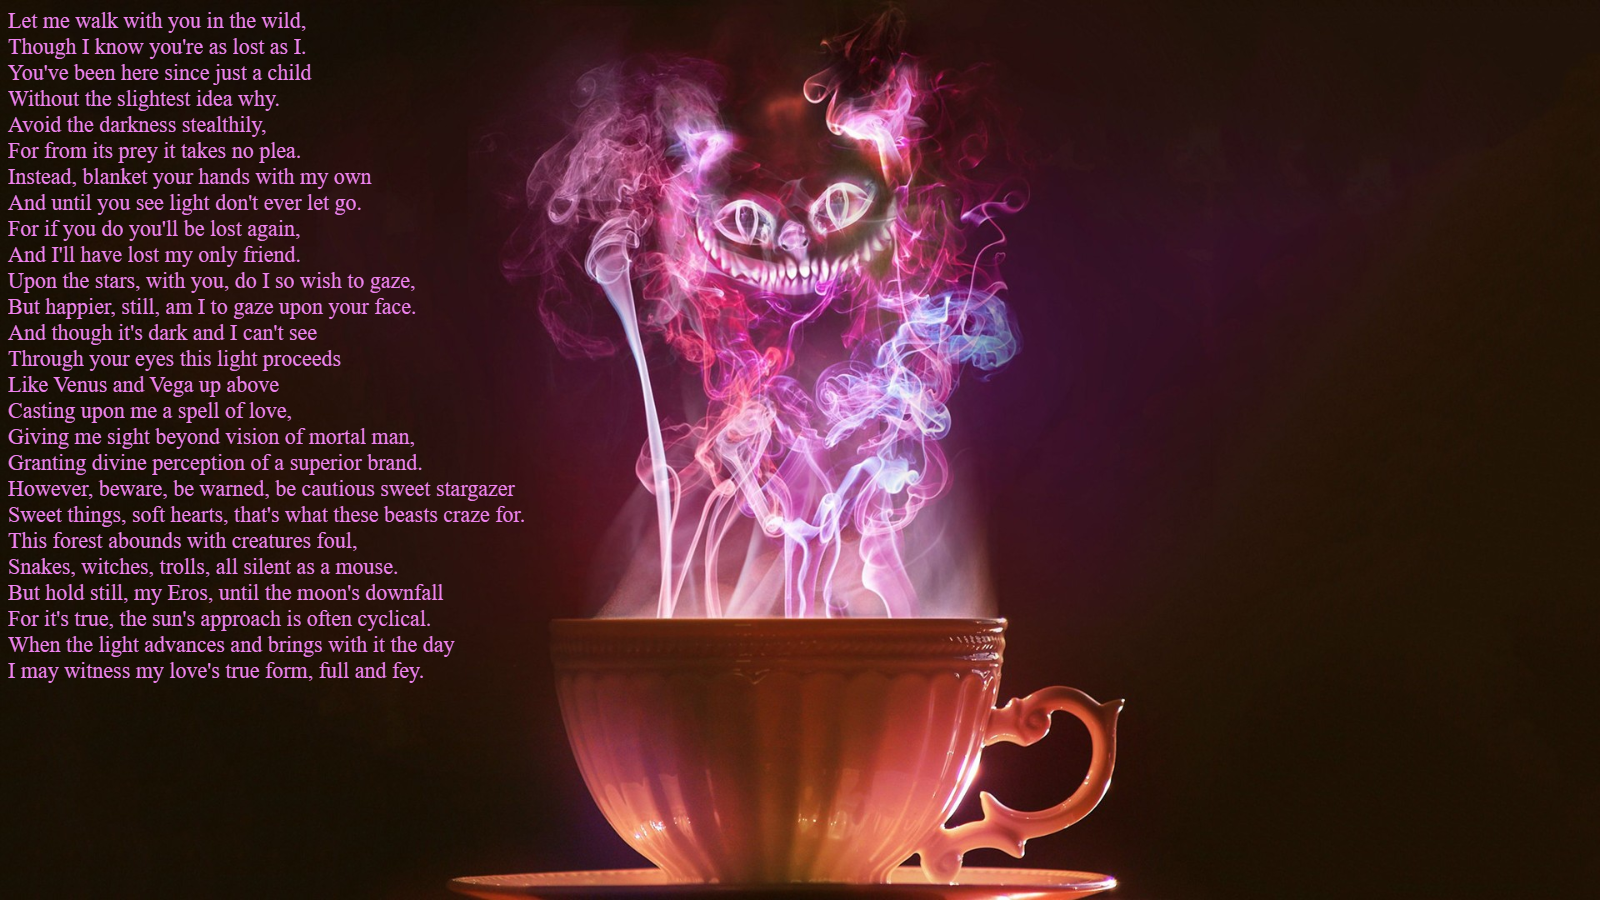 Let me walk with you in the wild,
Though I know you're as lost as I.
You've been here since just a child
Without the slightest idea why.
Avoid the darkness stealthily,
For from its prey it takes no plea.
Instead, blanket your hands with my own
And until you see light don't ever let go.
For if you do you'll be lost again,
And I'll have lost my only friend.
Upon the stars, with you, do I so wish to gaze,
But happier, still, am I to gaze upon your face.
And though it's dark and I can't see
Through your eyes this light proceeds
Like Venus and Vega up above
Casting upon me a spell of love,
Giving me sight beyond vision of mortal man,
Granting divine perception of a superior brand.
However, beware, be warned, be cautious sweet stargazer
Sweet things, soft hearts, that's what these beasts craze for.
This forest abounds with creatures foul,
Snakes, witches, trolls, all silent as a mouse.
But hold still, my Eros, until the moon's downfall
For it's true, the sun's approach is often cyclical.
When the light advances and brings with it the day
I may witness my love's true form, full and fey.